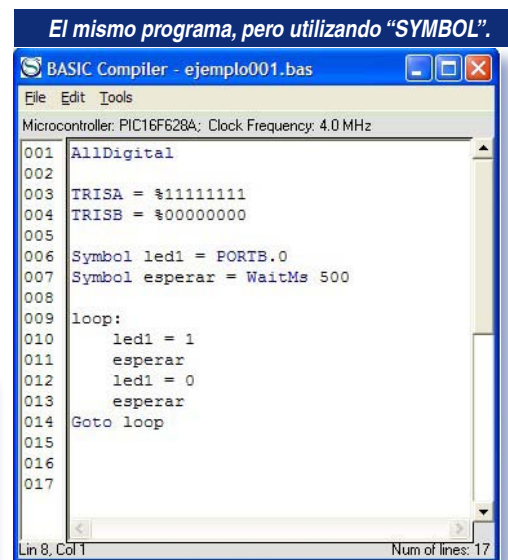 El mismo programa, pero utilizando “SYMBOL”.
BASIC Compiler - ejemplo001.bas
File Edit Tools
Microcontroller: PIC16F628A; Clock Frequency: 4.0 MHz
001 AllDigital
002
003 TRISA = %11111111
004 TRISB = %00000000
005
006 Symbol led1 = PORTB.0
007 Symbol esperar = WaitMs 500
008
009 loop:
010     led1 = 1
011     esperar
012     led1 = 0
013     esperar
014 Goto loop
015
016
017
Lin 8, Col 1 Num of lines: 17